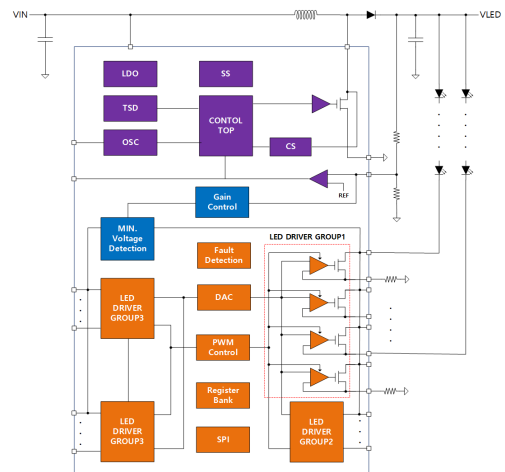 VIN
VLED
LDO
SS
TSD
CONTOL
TOP
OSC
CS
REF
Gain
Control
MIN.
Voltage
Detection
LED DRIVER GROUP1
Fault
Detection
LED
DRIVER
GROUP3
DAC
PWM
Control
Register
Bank
LED
DRIVER
GROUP3
SPI
LED
DRIVER
GROUP2